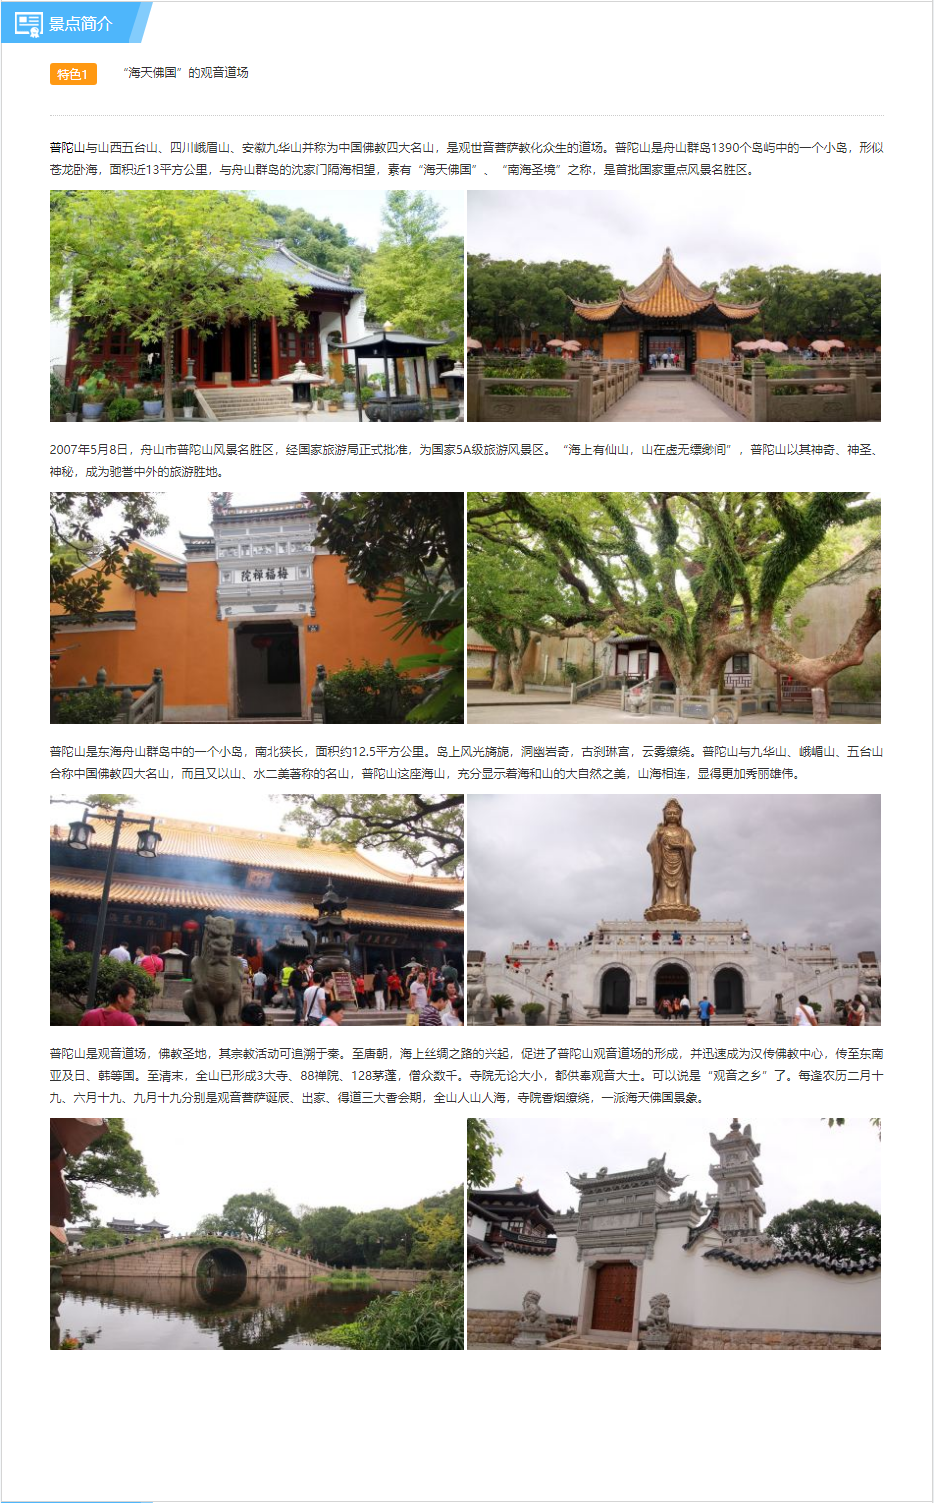 景点简介
特色1 “海天佛国”的观音道场
普陀山与山西五台山、四川峨眉山、安徽九华山并称为中国佛教四大名山，是观世音菩萨教化众生的道场。普陀山是舟山群岛1390个岛屿中的一个小岛，形似
苍龙卧海，面积近13平方公里，与舟山群岛的沈家门隔海相望，素有“海天佛国”、“南海圣境”之称，是首批国家重点风景名胜区。
2007年5月8日，舟山市普陀山风景名胜区，经国家旅游局正式批准，为国家5A级旅游风景区。“海上有仙山，山在虚无缥缈间”，普陀山以其神奇、神圣、
神秘，成为驰誉中外的旅游胜地。
院禅福梅
普陀山是东海舟山群岛中的一个小岛，南北狭长，面积约12.5平方公里。岛上风光旖旎，洞幽岩奇，古刹琳宫，云雾缭绕。普陀山与九华山、峨嵋山、五台山
合称中国佛教四大名山，而且又以山、水二美著称的名山，普陀山这座海山，充分显示着海和山的大自然之美，山海相连，显得更加秀丽雄伟。
普陀山是观音道场，佛教圣地，其宗教活动可追溯于秦。至唐朝，海上丝绸之路的兴起，促进了普陀山观音道场的形成，并迅速成为汉传佛教中心，传至东南
亚及日、韩等国。至清末，全山已形成3大寺、88禅院、128茅蓬，僧众数千。寺院无论大小，都供奉观音大士。可以说是“观音之乡”了。每逢农历二月十
九、六月十九、九月十九分别是观音菩萨诞辰、出家、得道三大香会期，全山人山人海，寺院香烟缭绕，一派海天佛国景象。